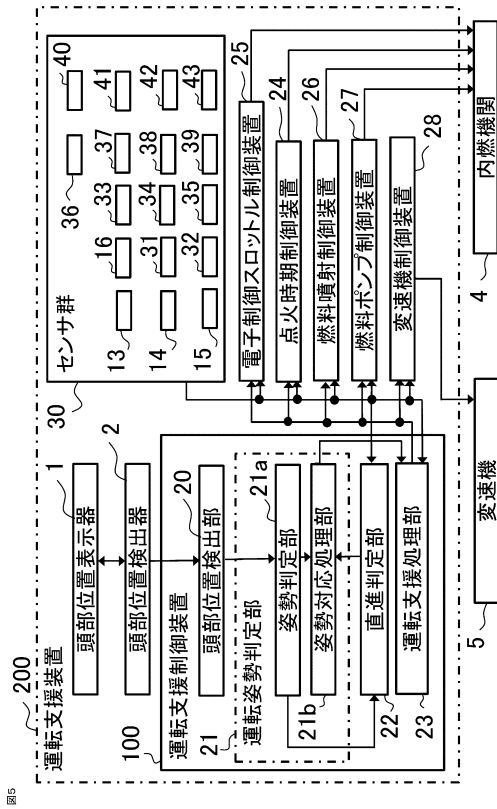 図5
200
運転支援装置
1
頭部位置表示器
2
頭部位置検出器
100
運転支援制御装置
20
頭部位置検出部
21
運転姿勢判定部
21a
姿勢判定部
姿勢対応処理部
21b
直進判定部
22
運転支援処理部
23
30
センサ群
36
40
16
33
37
41
13
31
34
38
42
14
32
35
39
43
15
電子制御スロットル制御装置
25
点火時期制御装置
24
燃料噴射制御装置
26
燃料ポンプ制御装置
27
変速機制御装置
28
変速機
5
内燃機関
4